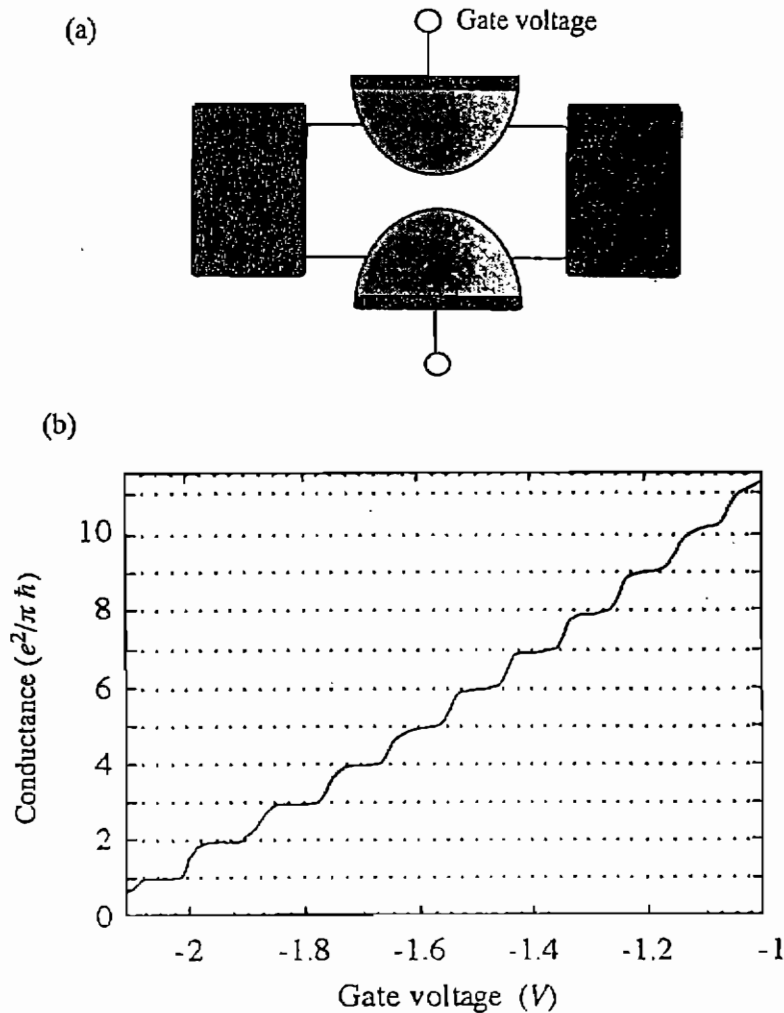 (a)
Gate voltage
(b)
Conductance (e²/π ħ)
10
8
6
4
2
0
-2 -1.8 -1.6 -1.4 -1.2 -1
Gate voltage (V)